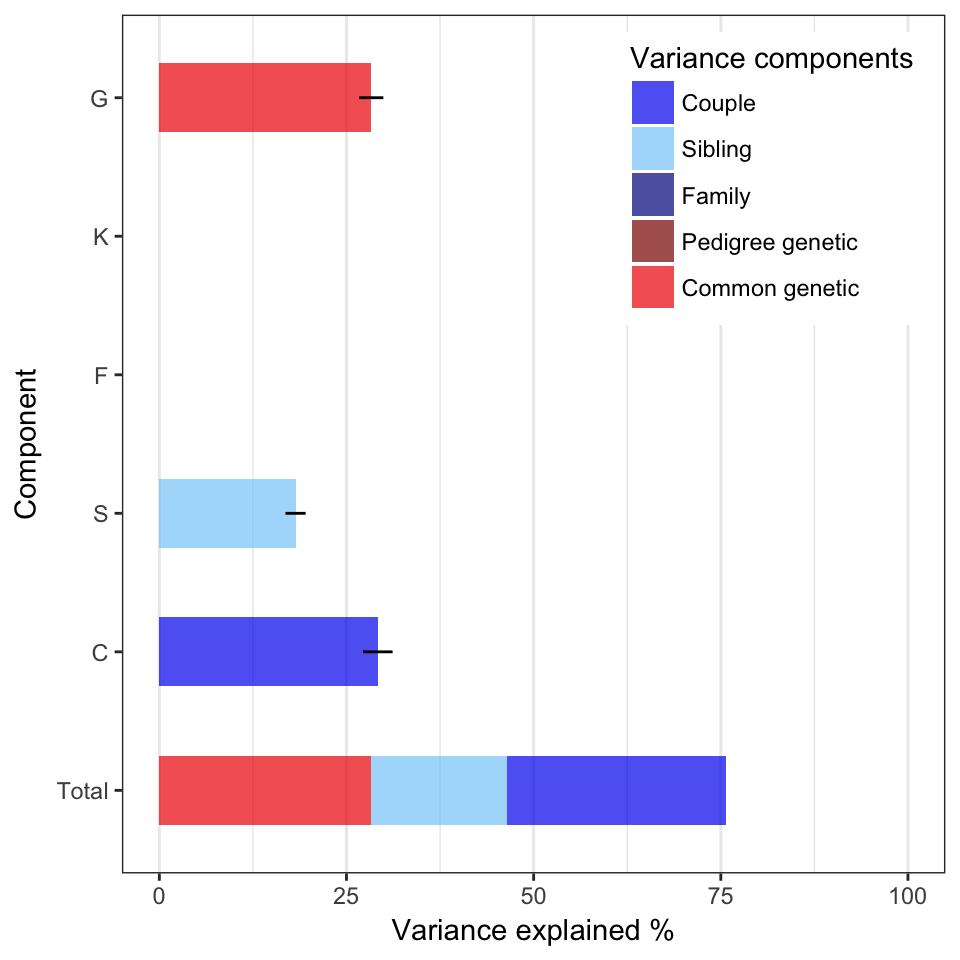 Variance components
Couple
Sibling
Family
Pedigree genetic
Common genetic
G
K
F
S
C
Total
Component
0 25 50 75 100
Variance explained %